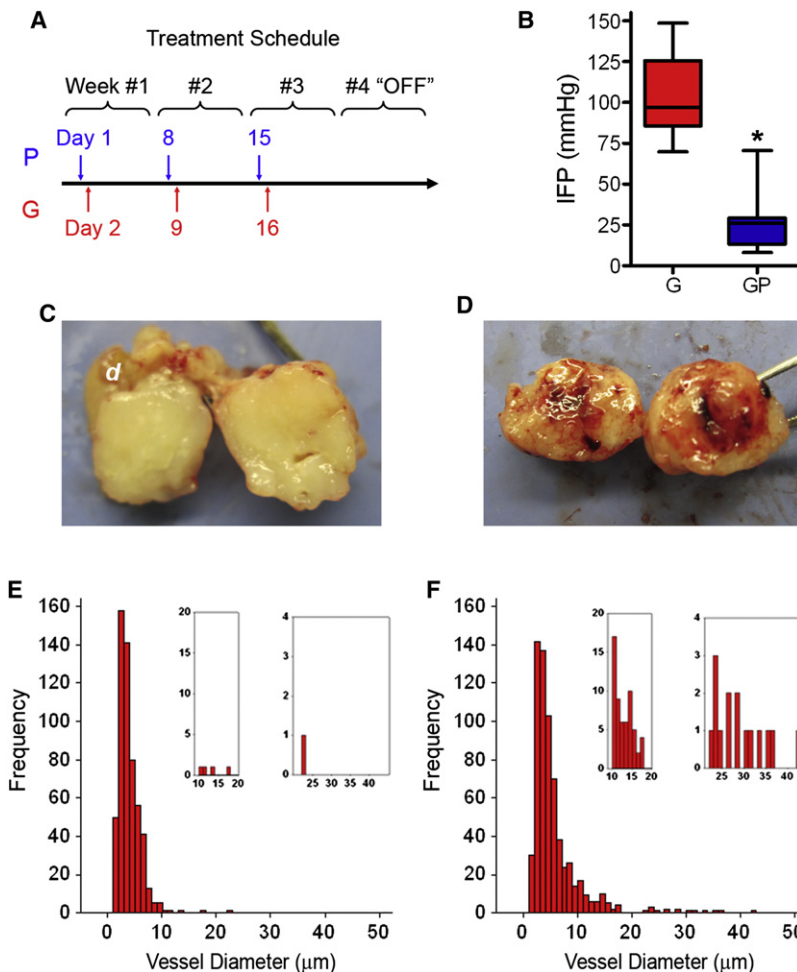 A
Treatment Schedule
Week #1 #2 #3 #4 “OFF”
Day 1 8 15
P
G
Day 2 9 16
B
150
125
100
75
50
25
0
IFP (mmHg)
*
G GP
C
d
D
E
160
140
120
100
80
60
40
20
0
Frequency
20
15
10
5
0
10 15 20
4
3
2
1
0
25 30 35 40
0 10 20 30 40 50
Vessel Diameter (µm)
F
160
140
120
100
80
60
40
20
0
Frequency
20
15
10
5
0
10 15 20
4
3
2
1
0
25 30 35 40
0 10 20 30 40 50
Vessel Diameter (µm)